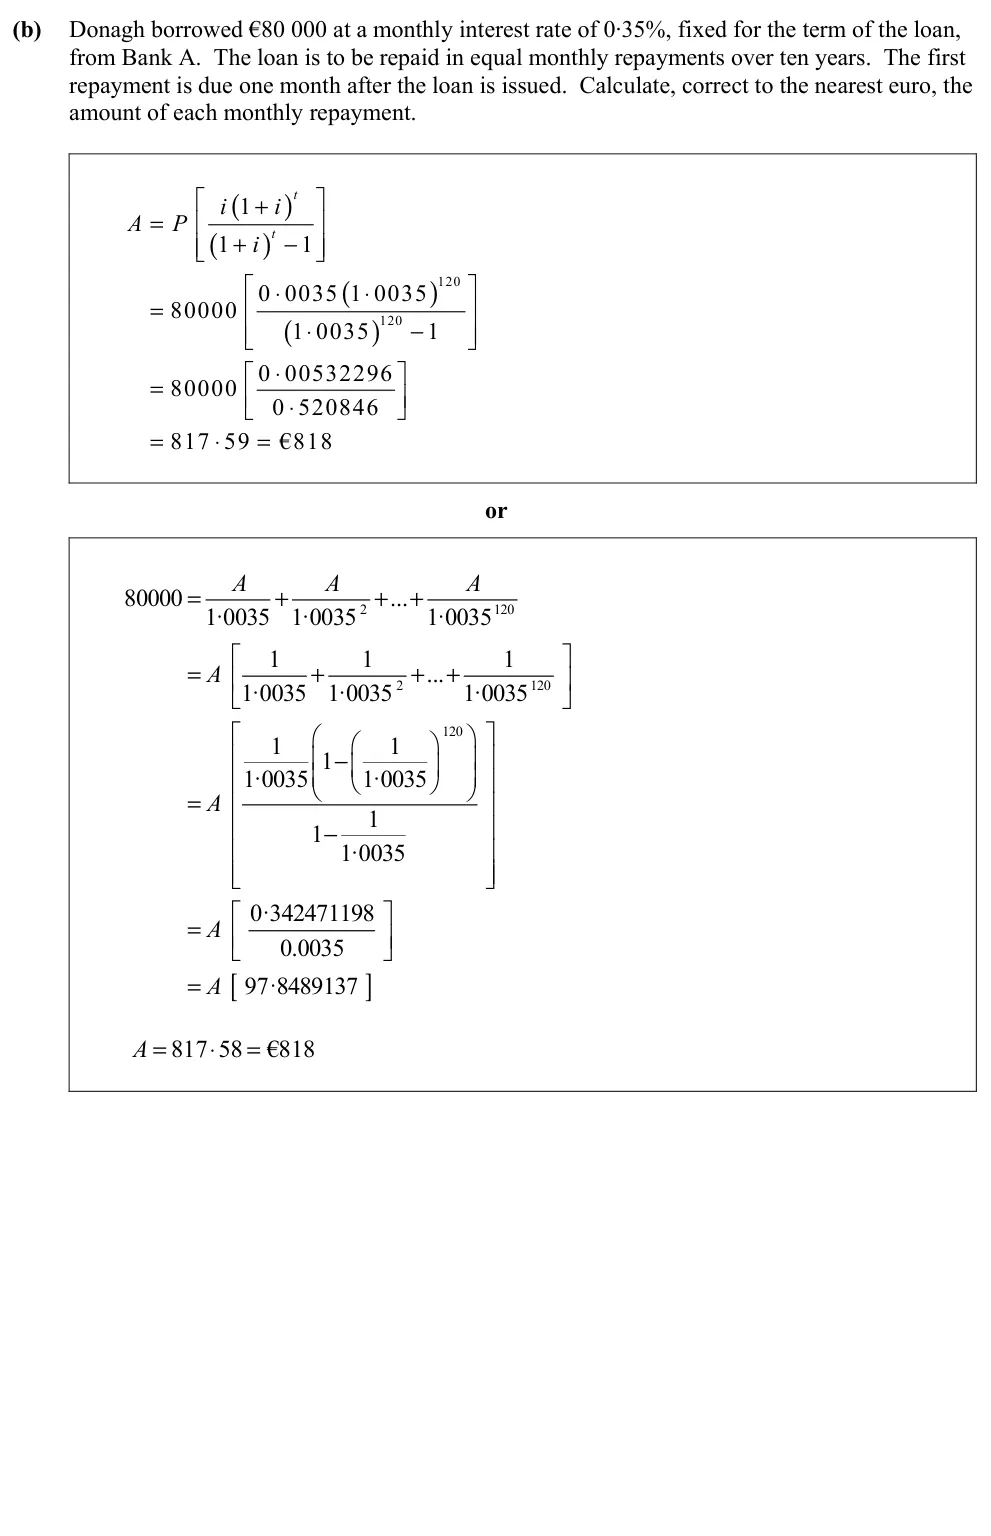 (b) Donagh borrowed €80 000 at a monthly interest rate of 0·35%, fixed for the term of the loan,
from Bank A. The loan is to be repaid in equal monthly repayments over ten years. The first
repayment is due one month after the loan is issued. Calculate, correct to the nearest euro, the
amount of each monthly repayment.
A = P [ i(1 + i)^t / (1 + i)^t − 1 ]
= 80000 [ 0·0035(1·0035)^120 / (1·0035)^120 − 1 ]
= 80000 [ 0·00532296 / 0·520846 ]
= 817·59 = €818
or
80000 = A/1·0035 + A/1·0035^2 + ... + A/1·0035^120
= A [ 1/1·0035 + 1/1·0035^2 + ... + 1/1·0035^120 ]
= A [ 1/1·0035 (1 − (1/1·0035)^120) / 1 − 1/1·0035 ]
= A [ 0·342471198 / 0.0035 ]
= A [ 97·8489137 ]
A = 817·58 = €818